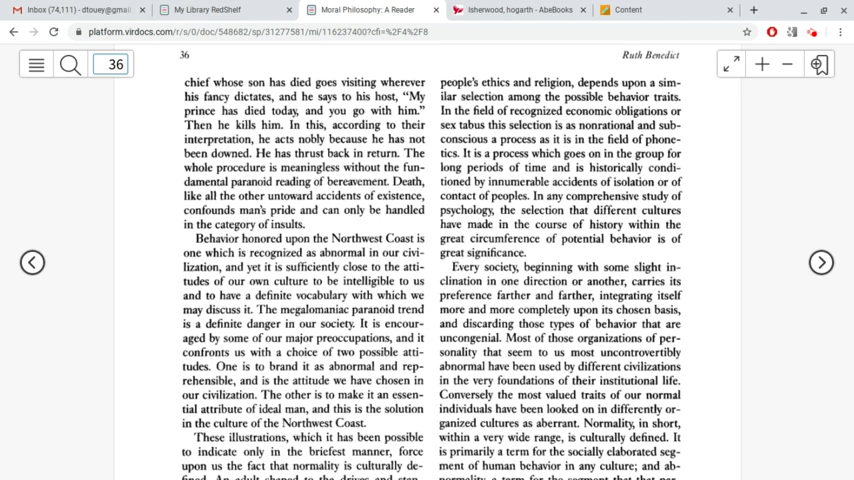 Inbox (74,111) - dtouey@gmai
My Library RedShelf
Moral Philosophy: A Reader
Isherwood, hogarth - AbeBooks
Content
platform.virdocs.com/r/s/0/doc/548682/sp/31277581/mi/116237400?cfi=%2F4%2F8
36
36
Ruth Benedict
chief whose son has died goes visiting wherever
his fancy dictates, and he says to his host, “My
prince has died today, and you go with him.”
Then he kills him. In this, according to their
interpretation, he acts nobly because he has not
been downed. He has thrust back in return. The
whole procedure is meaningless without the fun-
damental paranoid reading of bereavement. Death,
like all the other untoward accidents of existence,
confounds man’s pride and can only be handled
in the category of insults.
Behavior honored upon the Northwest Coast is
one which is recognized as abnormal in our civi-
lization, and yet it is sufficiently close to the atti-
tudes of our own culture to be intelligible to us
and to have a definite vocabulary with which we
may discuss it. The megalomaniac paranoid trend
is a definite danger in our society. It is encour-
aged by some of our major preoccupations, and it
confronts us with a choice of two possible atti-
tudes. One is to brand it as abnormal and rep-
rehensible, and is the attitude we have chosen in
our civilization. The other is to make it an essen-
tial attribute of ideal man, and this is the solution
in the culture of the Northwest Coast.
These illustrations, which it has been possible
to indicate only in the briefest manner, force
upon us the fact that normality is culturally de-
fined. An adult shaped to the drives and stan-
people’s ethics and religion, depends upon a sim-
ilar selection among the possible behavior traits.
In the field of recognized economic obligations or
sex tabus this selection is as nonrational and sub-
conscious a process as it is in the field of phone-
tics. It is a process which goes on in the group for
long periods of time and is historically condi-
tioned by innumerable accidents of isolation or of
contact of peoples. In any comprehensive study of
psychology, the selection that different cultures
have made in the course of history within the
great circumference of potential behavior is of
great significance.
Every society, beginning with some slight in-
clination in one direction or another, carries its
preference farther and farther, integrating itself
more and more completely upon its chosen basis,
and discarding those types of behavior that are
uncongenial. Most of those organizations of per-
sonality that seem to us most uncontrovertibly
abnormal have been used by different civilizations
in the very foundations of their institutional life.
Conversely the most valued traits of our normal
individuals have been looked on in differently or-
ganized cultures as aberrant. Normality, in short,
within a very wide range, is culturally defined. It
is primarily a term for the socially elaborated seg-
ment of human behavior in any culture; and ab-
normality, a term for the segment that that par-